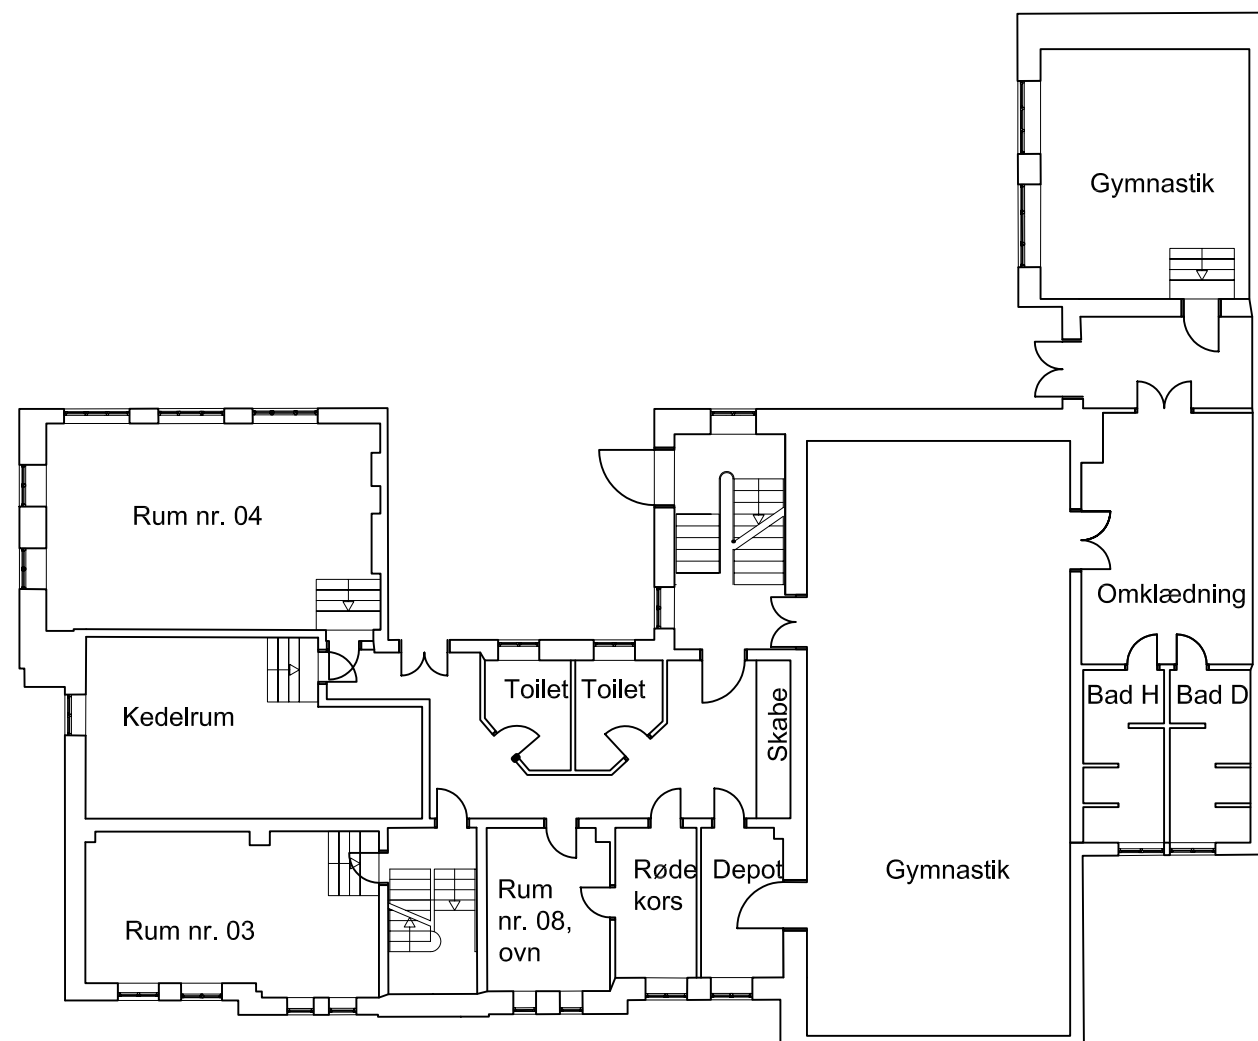 Gymnastik
Rum nr. 04
Omklædning
Toilet
Toilet
Bad H
Bad D
Kedelrum
Skabe
Røde
kors
Depot
Gymnastik
Rum
nr. 08,
ovn
Rum nr. 03